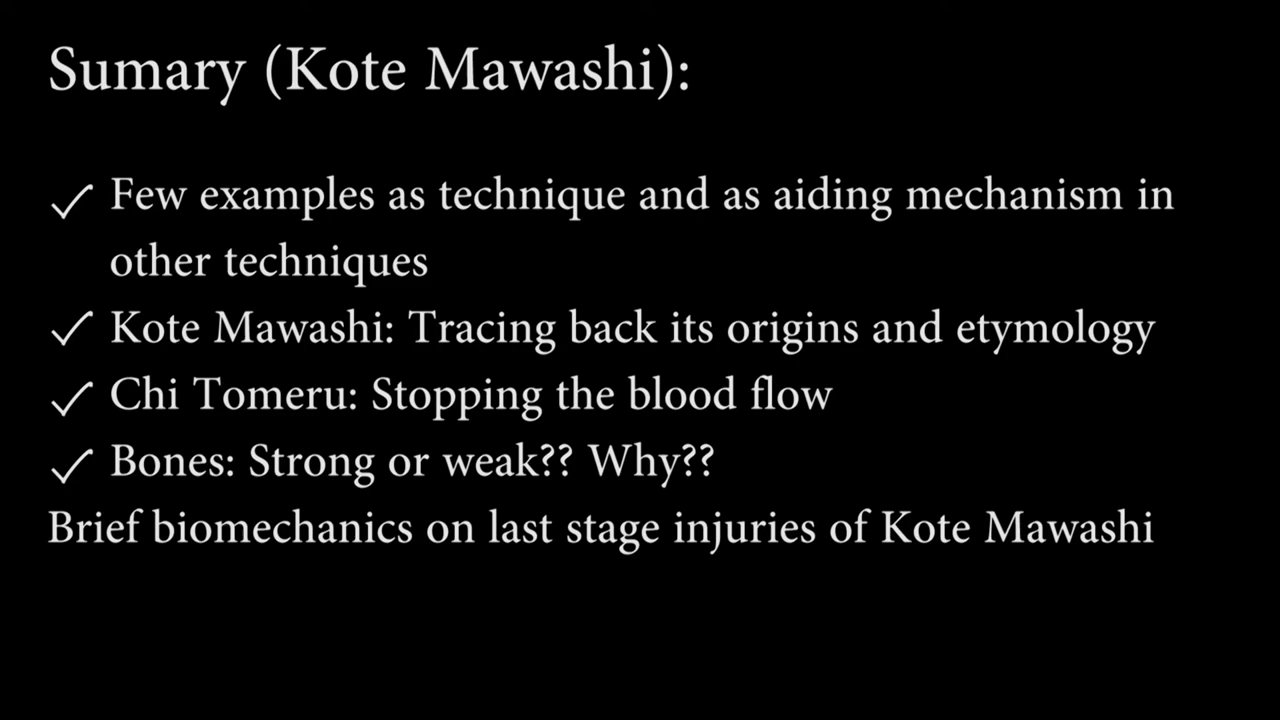 Sumary (Kote Mawashi):
✓ Few examples as technique and as aiding mechanism in
other techniques
✓ Kote Mawashi: Tracing back its origins and etymology
✓ Chi Tomeru: Stopping the blood flow
✓ Bones: Strong or weak?? Why??
Brief biomechanics on last stage injuries of Kote Mawashi